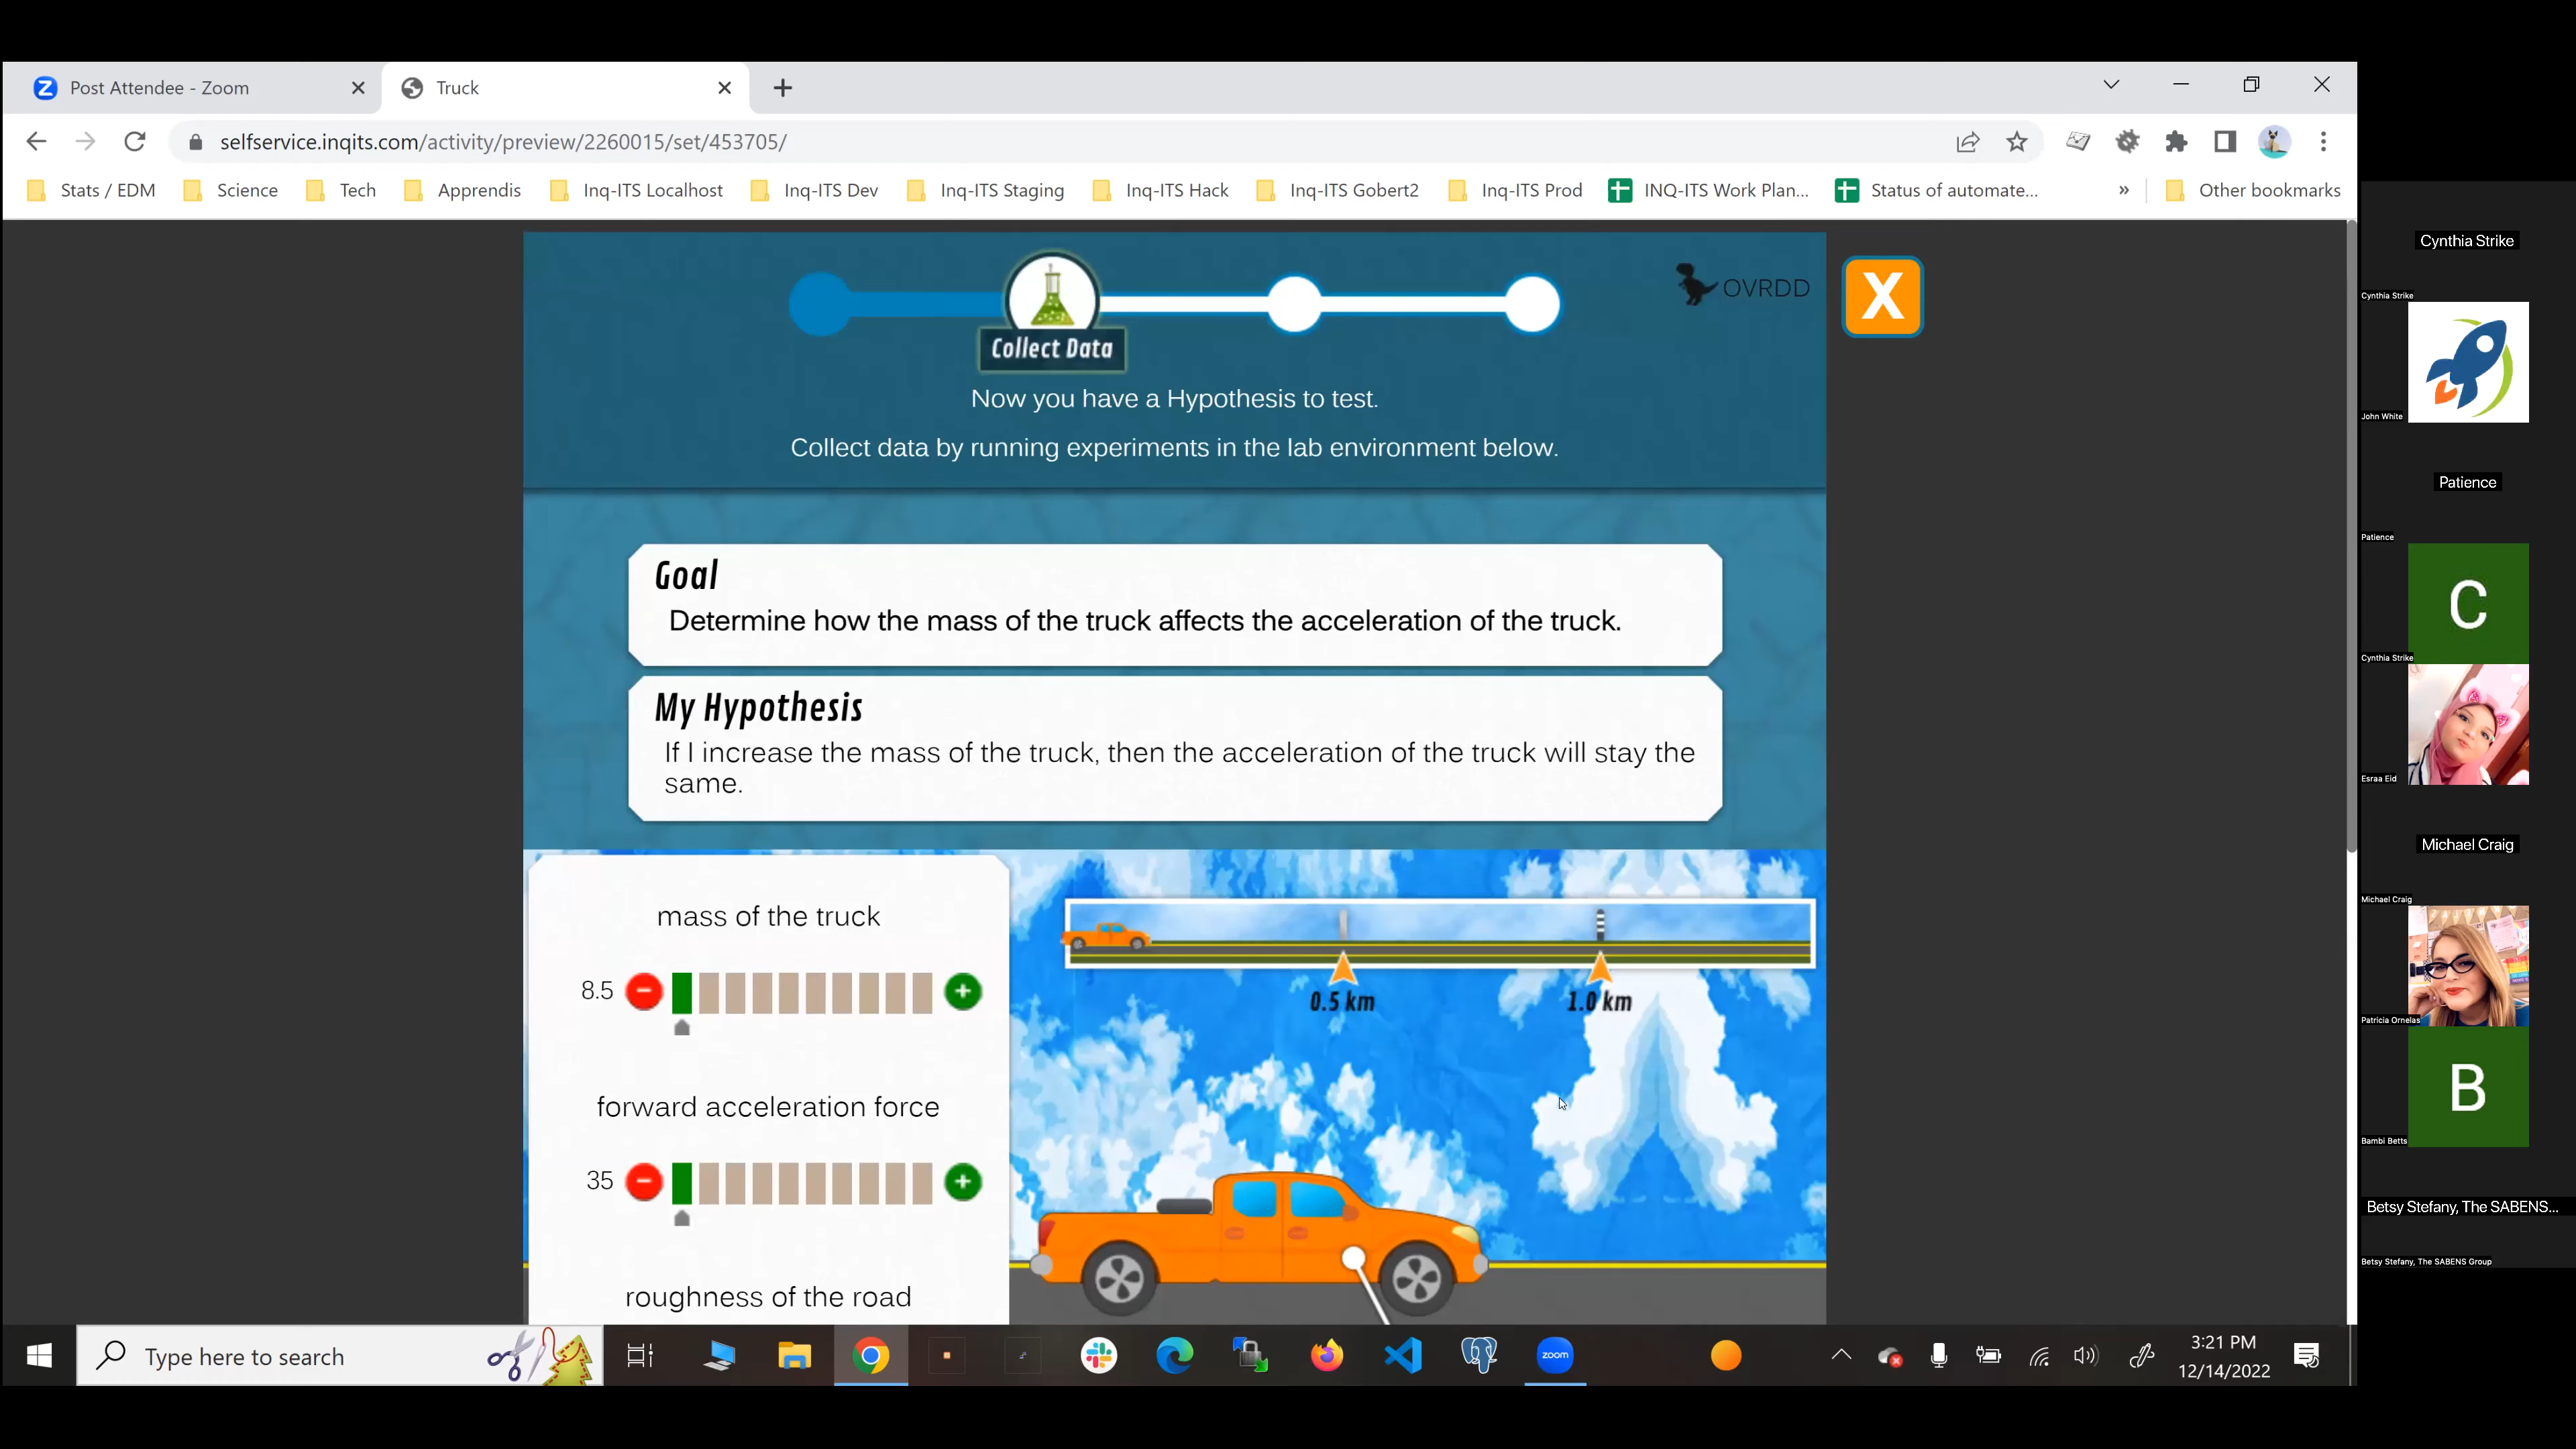 Post Attendee - Zoom
Truck
selfservice.inqits.com/activity/preview/2260015/set/453705/
Stats / EDM
Science
Tech
Apprendis
Inq-ITS Localhost
Inq-ITS Dev
Inq-ITS Staging
Inq-ITS Hack
Inq-ITS Gobert2
Inq-ITS Prod
INQ-ITS Work Plan...
Status of automate...
»
Other bookmarks
OVRDD
X
Collect Data
Now you have a Hypothesis to test.
Collect data by running experiments in the lab environment below.
Goal
Determine how the mass of the truck affects the acceleration of the truck.
My Hypothesis
If I increase the mass of the truck, then the acceleration of the truck will stay the
same.
mass of the truck
8.5
forward acceleration force
35
roughness of the road
0.5 km
1.0 km
Type here to search
zoom
3:21 PM
12/14/2022
Cynthia Strike
Cynthia Strike
John White
Patience
Patience
C
Cynthia Strike
Esraa Eid
Michael Craig
Michael Craig
Patricia Ornelas
B
Bambi Betts
Betsy Stefany, The SABENS...
Betsy Stefany, The SABENS Group